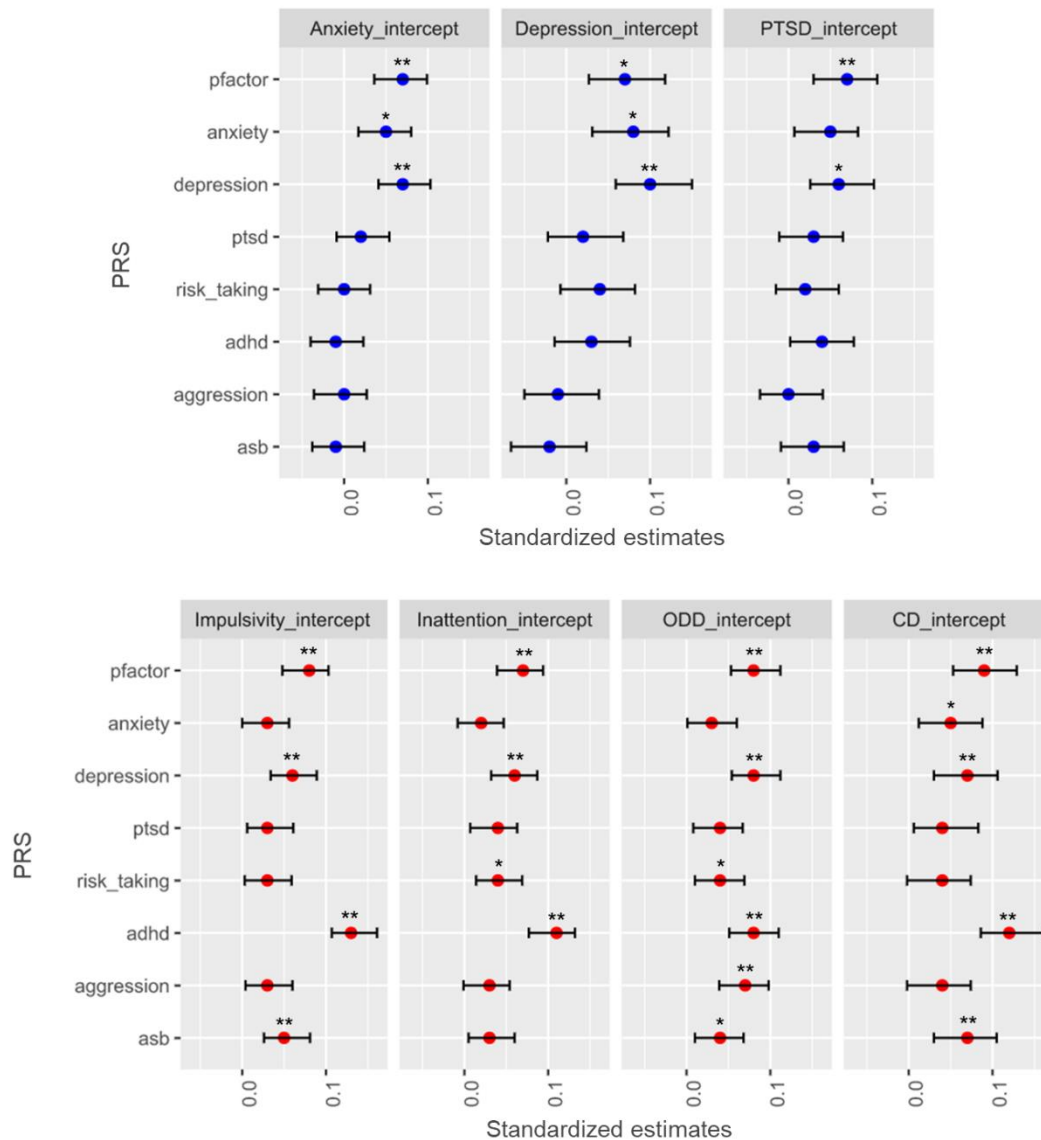 Anxiety_intercept Depression_intercept PTSD_intercept
pfactor ** * **
anxiety * *
depression ** ** *
ptsd
risk_taking
adhd
aggression
asb
PRS
0.0 0.1 0.0 0.1 0.0 0.1
Standardized estimates
Impulsivity_intercept Inattention_intercept ODD_intercept CD_intercept
pfactor ** ** ** **
anxiety *
depression ** ** ** **
ptsd
risk_taking * *
adhd ** ** ** **
aggression **
asb ** * **
PRS
0.0 0.1 0.0 0.1 0.0 0.1 0.0 0.1
Standardized estimates